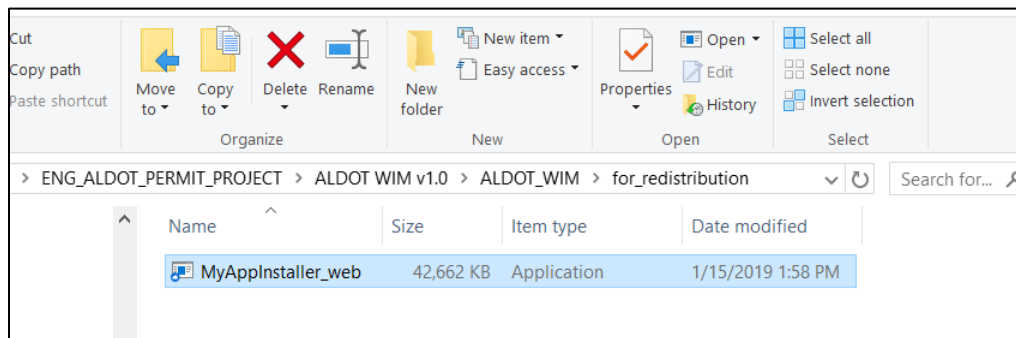 Cut
Copy path
Paste shortcut
Move to
Copy to
Delete
Rename
Organize
New folder
New item
Easy access
New
Properties
Open
Edit
History
Open
Select all
Select none
Invert selection
Select
> ENG_ALDOT_PERMIT_PROJECT > ALDOT WIM v1.0 > ALDOT_WIM > for_redistribution
Search for...
Name Size Item type Date modified
MyAppInstaller_web 42,662 KB Application 1/15/2019 1:58 PM